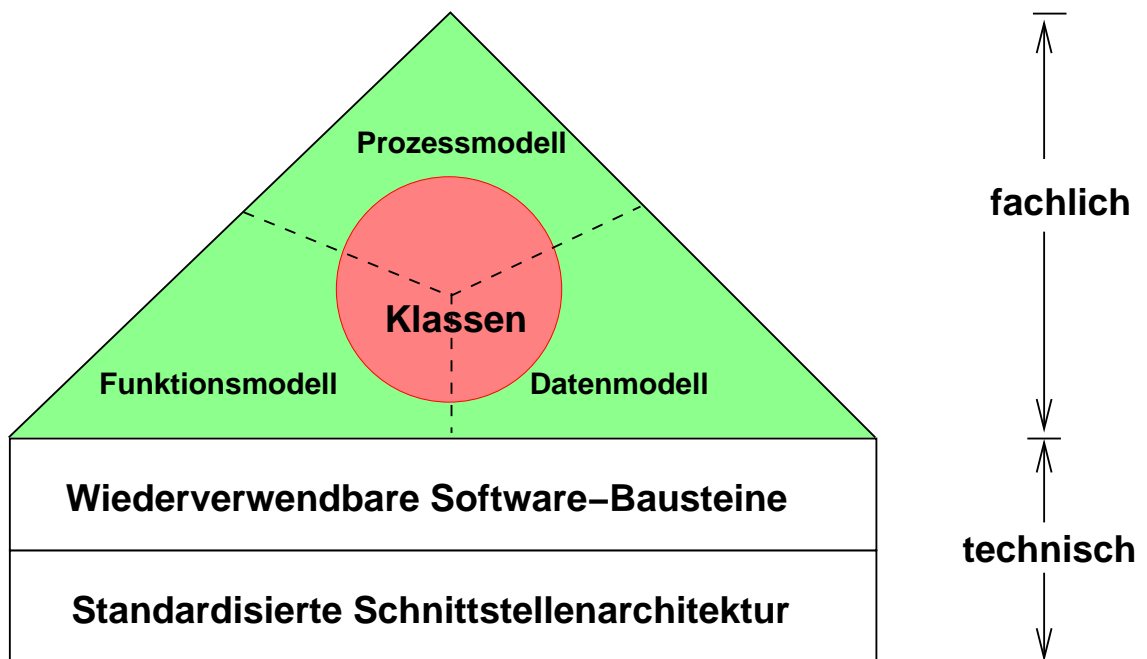 Prozessmodell
fachlich
Klassen
Funktionsmodell
Datenmodell
Wiederverwendbare Software−Bausteine
technisch
Standardisierte Schnittstellenarchitektur